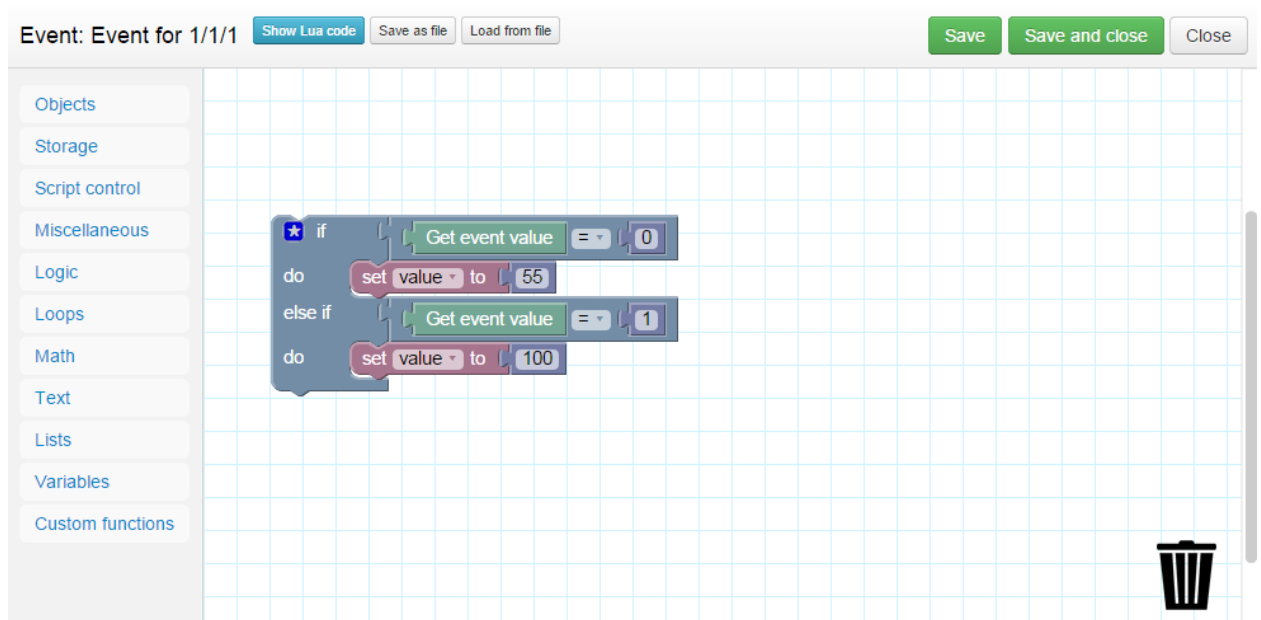 Event: Event for 1/1/1 Show Lua code Save as file Load from file Save Save and close Close
Objects
Storage
Script control
Miscellaneous
Logic
Loops
Math
Text
Lists
Variables
Custom functions
if Get event value = 0
do set value to 55
else if Get event value = 1
do set value to 100